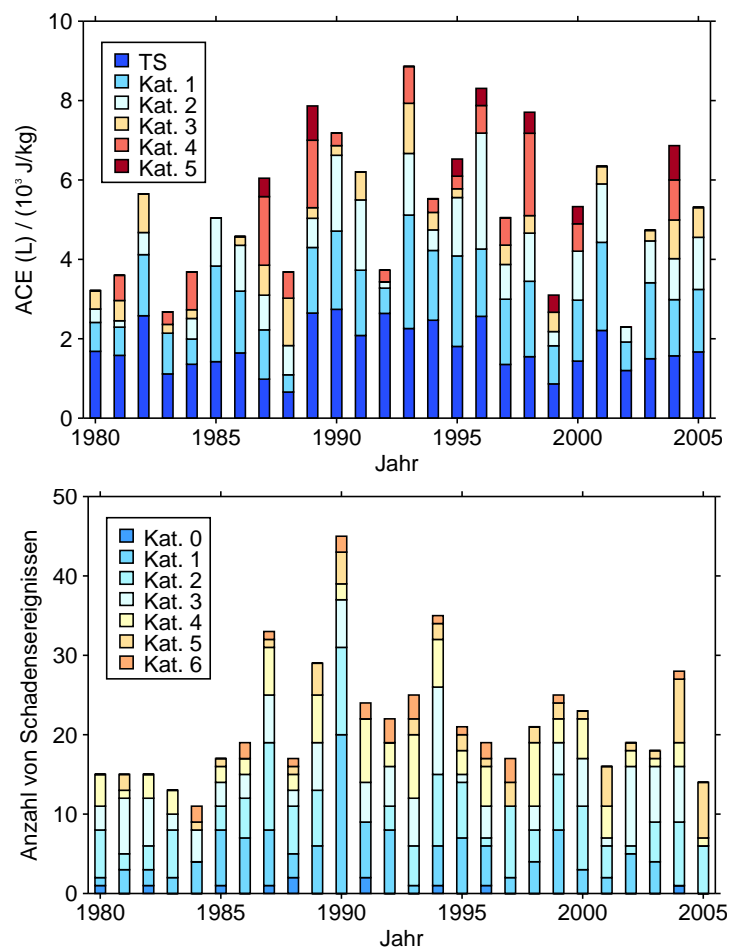 10
8
6
4
2
0
ACE (L) / (10³ J/kg)
TS
Kat. 1
Kat. 2
Kat. 3
Kat. 4
Kat. 5
1980 1985 1990 1995 2000 2005
Jahr
50
40
30
20
10
0
Anzahl von Schadensereignissen
Kat. 0
Kat. 1
Kat. 2
Kat. 3
Kat. 4
Kat. 5
Kat. 6
1980 1985 1990 1995 2000 2005
Jahr